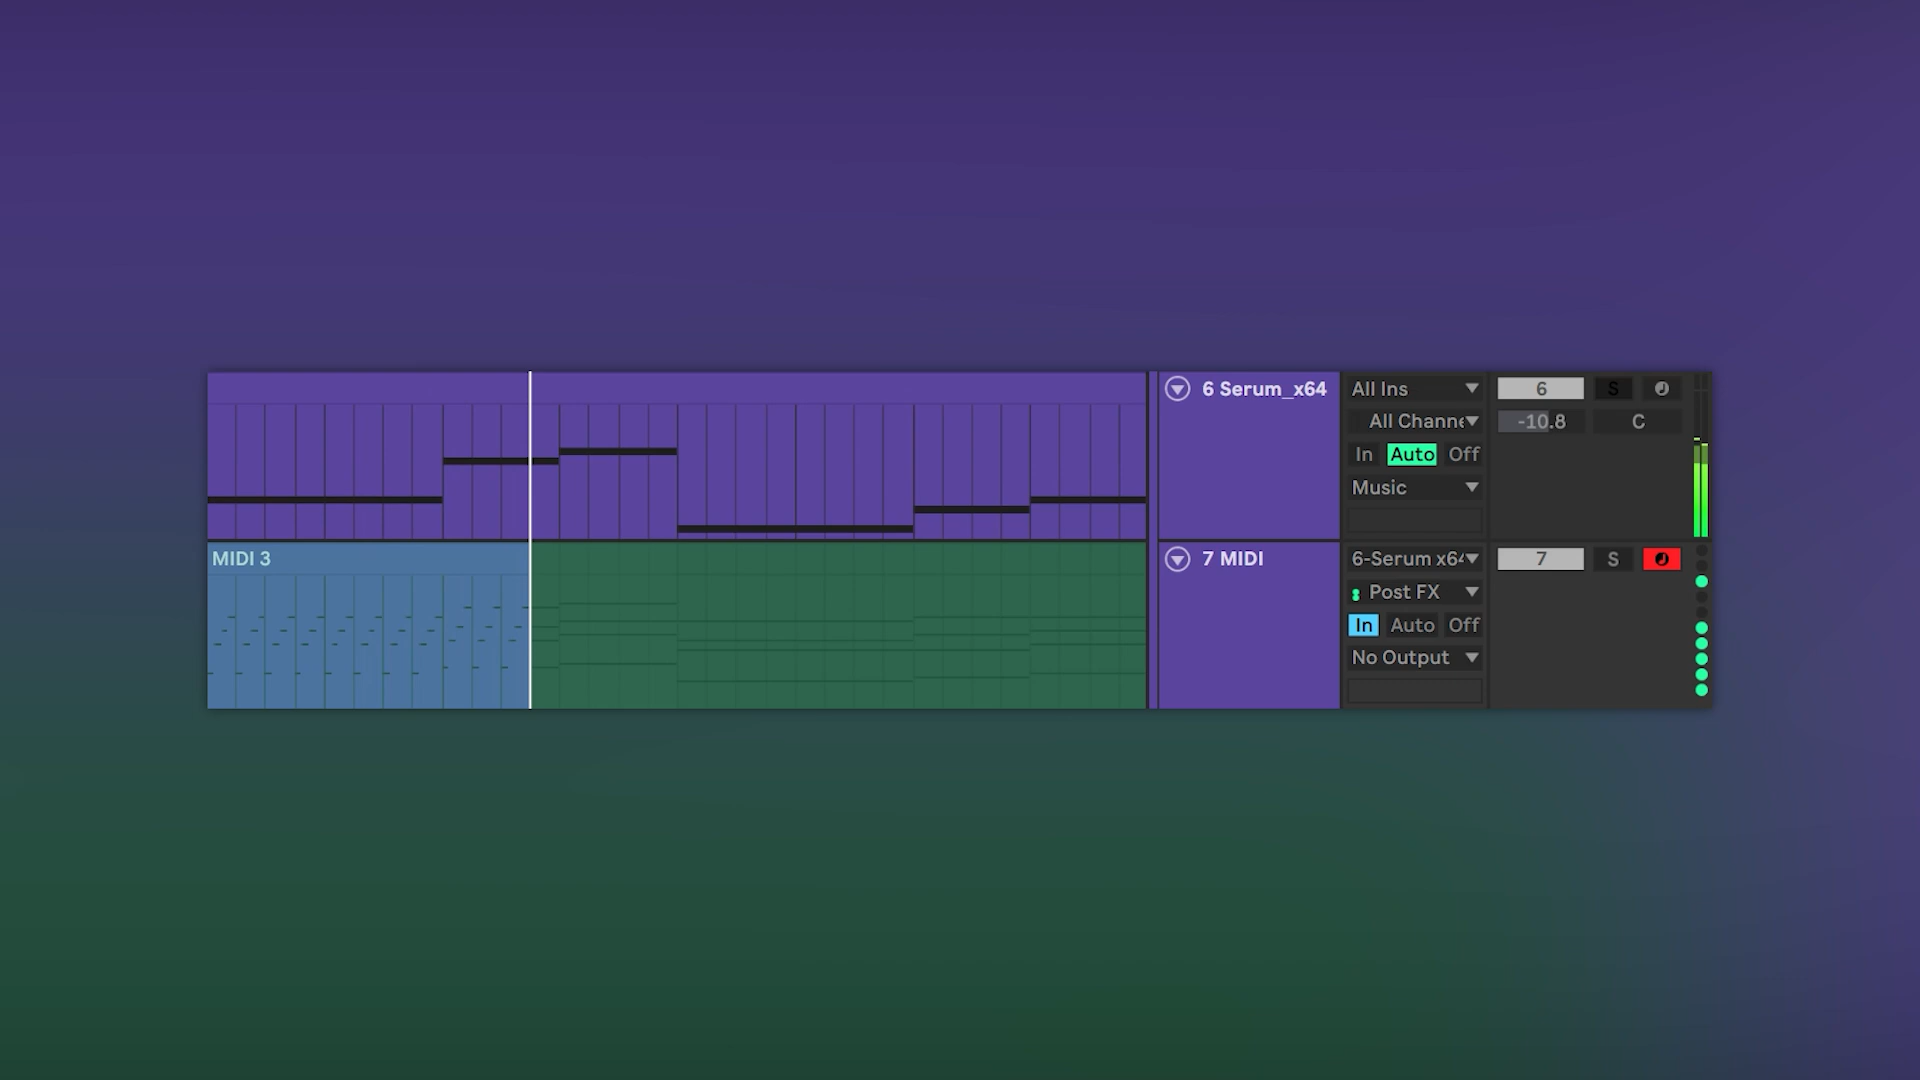 6 Serum_x64
All Ins
6
S
All Channe
-10.8
C
In
Auto
Off
Music
MIDI 3
7 MIDI
6-Serum x64
7
S
Post FX
In
Auto
Off
No Output